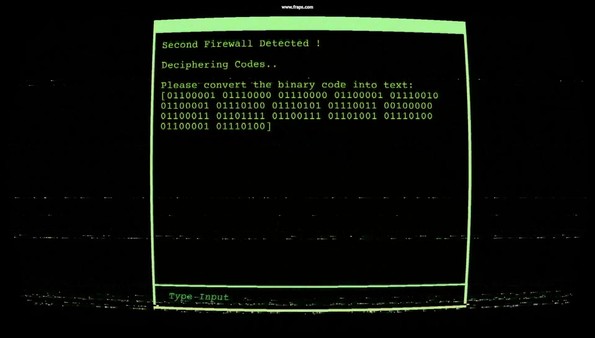 www.fraps.com
Second Firewall Detected !
Deciphering Codes..
Please convert the binary code into text:
[01100001 01110000 01110000 01100001 01110010
01100001 01110100 01110101 01110011 00100000
01100011 01101111 01100111 01101001 01110100
01100001 01110100]
Type Input